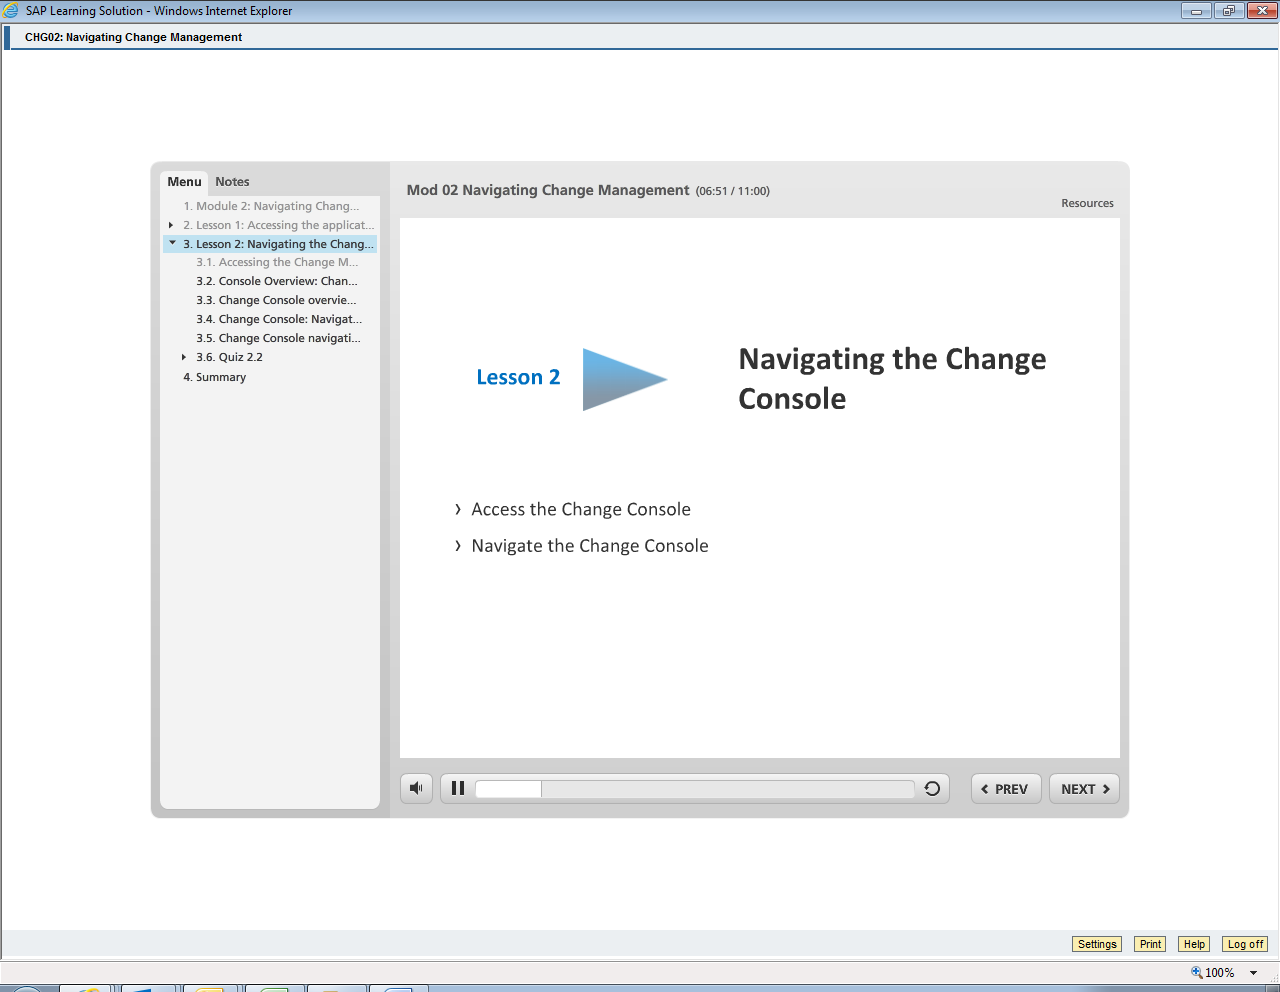 SAP Learning Solution - Windows Internet Explorer
CHG02: Navigating Change Management
Menu
Notes
1. Module 2: Navigating Chang...
2. Lesson 1: Accessing the applicat...
3. Lesson 2: Navigating the Chang...
3.1. Accessing the Change M...
3.2. Console Overview: Chan...
3.3. Change Console overvie...
3.4. Change Console: Navigat...
3.5. Change Console navigati...
3.6. Quiz 2.2
4. Summary
Mod 02 Navigating Change Management (06:51 / 11:00)
Resources
Lesson 2
Navigating the Change
Console
› Access the Change Console
› Navigate the Change Console
PREV
NEXT
Settings
Print
Help
Log off
100%